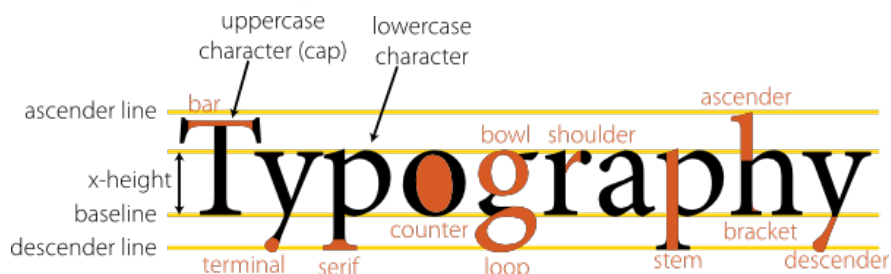 uppercase
character (cap)
lowercase
character
ascender line
bar
ascender
bowl
shoulder
Typography
x-height
baseline
counter
bracket
descender line
terminal
serif
loop
stem
descender